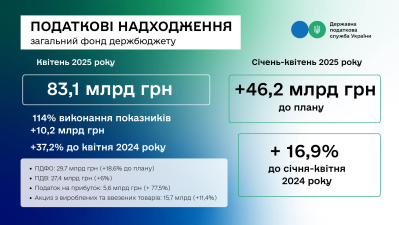 ПОДАТКОВІ НАДХОДЖЕННЯ
загальний фонд держбюджету
Державна
податкова
служба України
Квітень 2025 року
83,1 млрд грн
114% виконання показників
+10,2 млрд грн
+37,2% до квітня 2024 року
• ПДФО: 29,7 млрд грн (+18,6% до плану)
• ПДВ: 27,4 млрд грн (+6%)
• Податок на прибуток: 5,6 млрд грн (+ 77,5%)
• Акциз з вироблених та ввезених товарів: 15,7 млрд (+11,4%)
Січень-квітень 2025 року
+46,2 млрд грн
до плану
+ 16,9%
до січня-квітня
2024 року